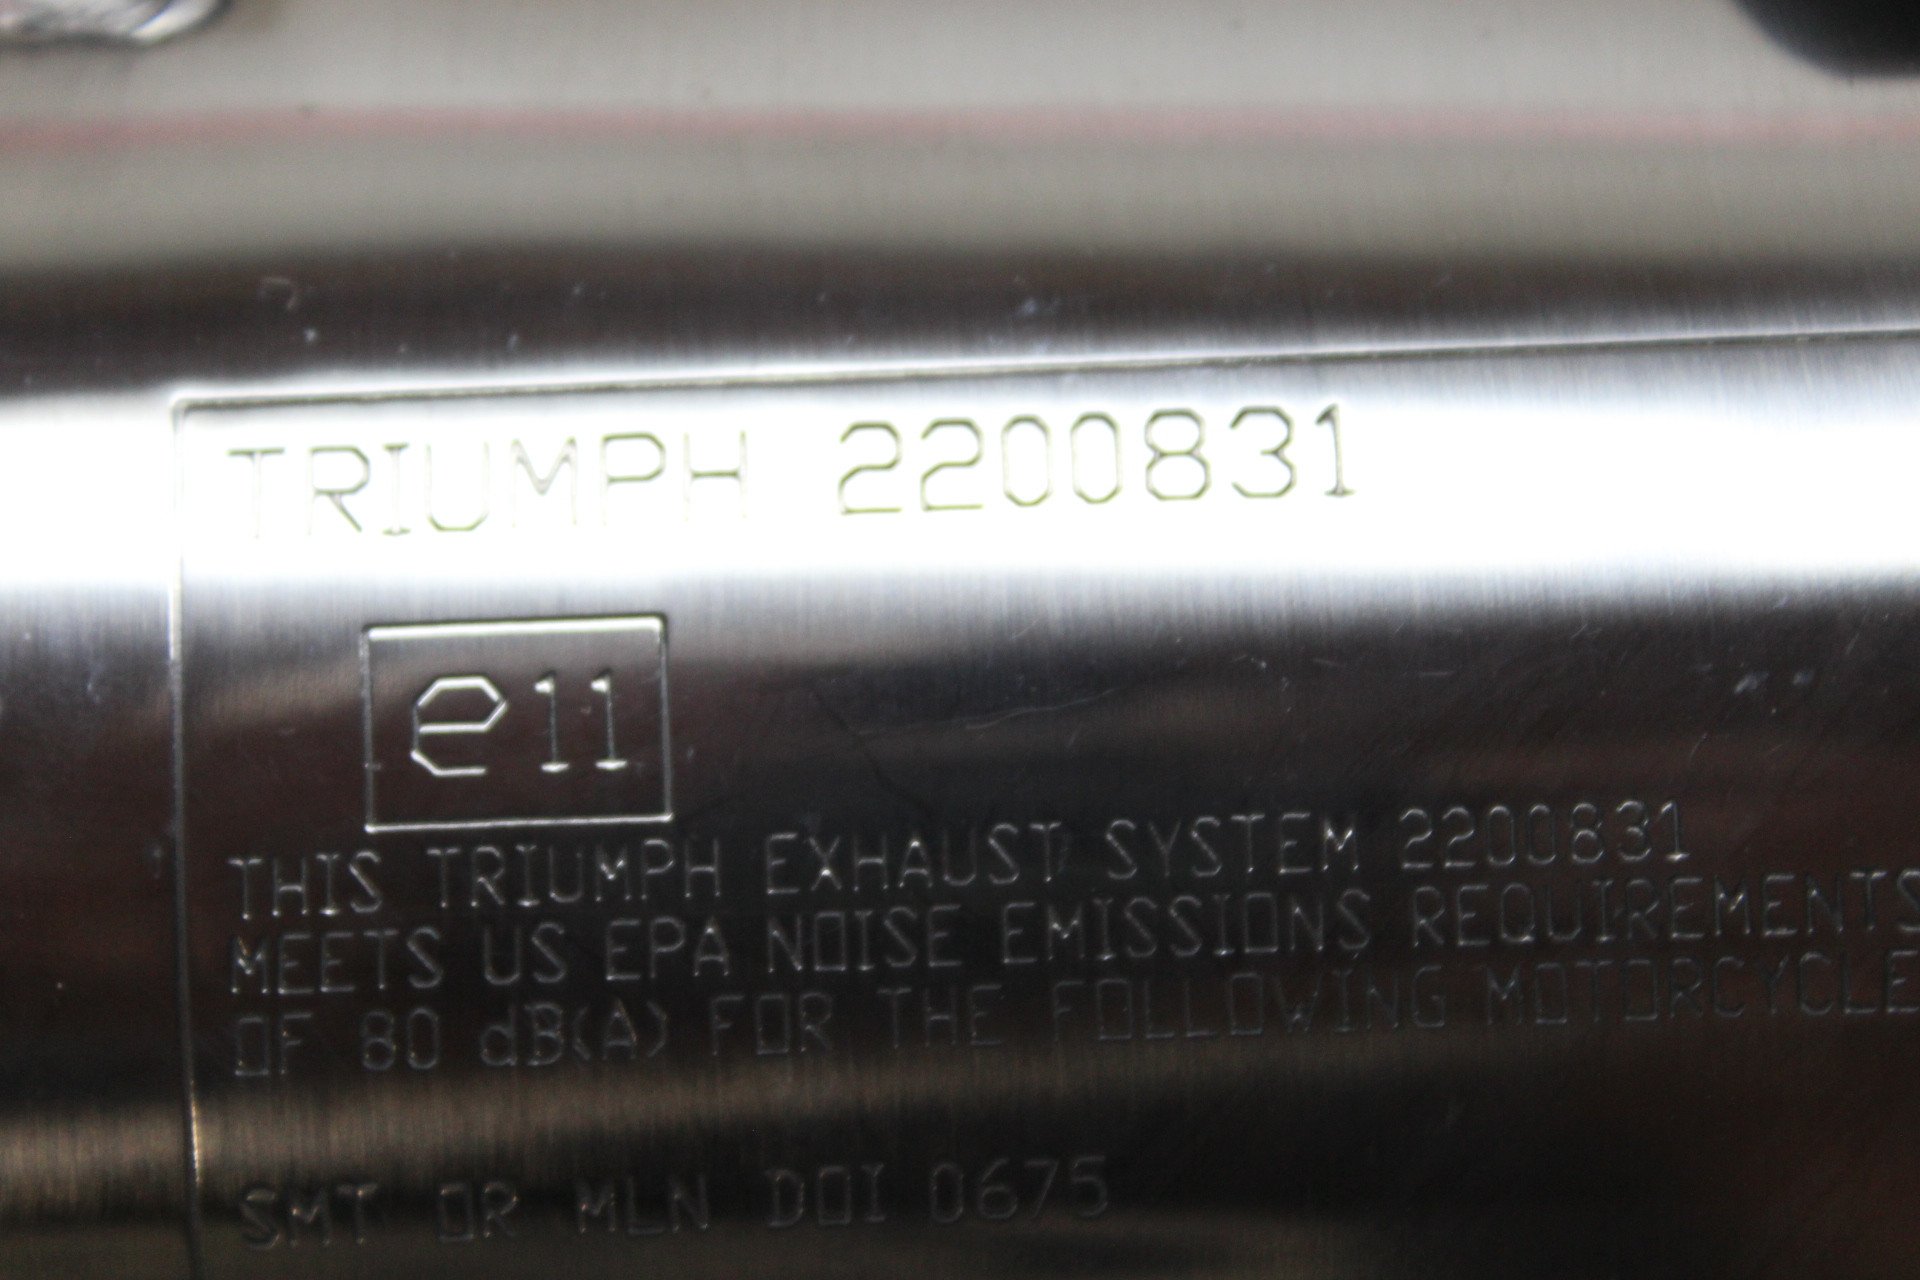 TRIUMPH 2200831
e11
THIS TRIUMPH EXHAUST SYSTEM 2200831
MEETS US EPA NOISE EMISSIONS REQUIREMENTS
OF 80 dB(A) FOR THE FOLLOWING MOTORCYCLE
SMT OR MLN DOI 0675